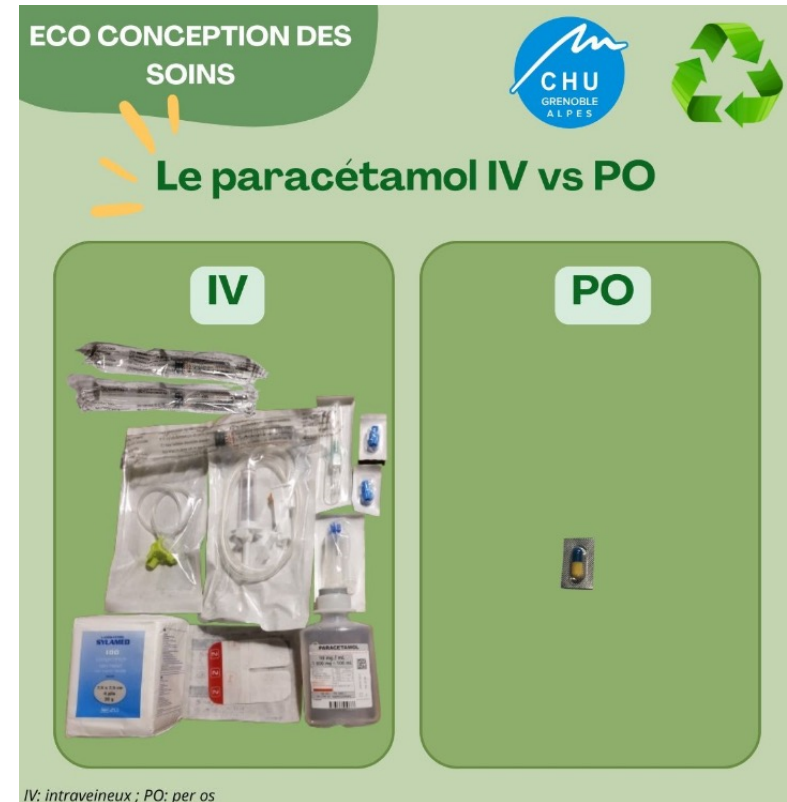 ECO CONCEPTION DES
SOINS
CHU
GRENOBLE
ALPES
Le paracétamol IV vs PO
IV
PO
SYLAMED
PARACETAMOL
IV: intraveineux ; PO: per os